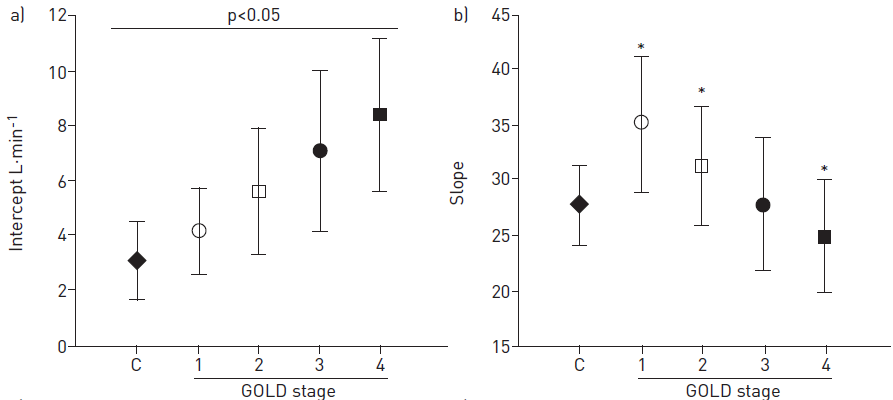 a)
p<0.05
Intercept L·min-1
12
10
8
6
4
2
0
C 1 2 3 4
GOLD stage
b)
Slope
45
40
35
30
25
20
15
*
*
*
C 1 2 3 4
GOLD stage